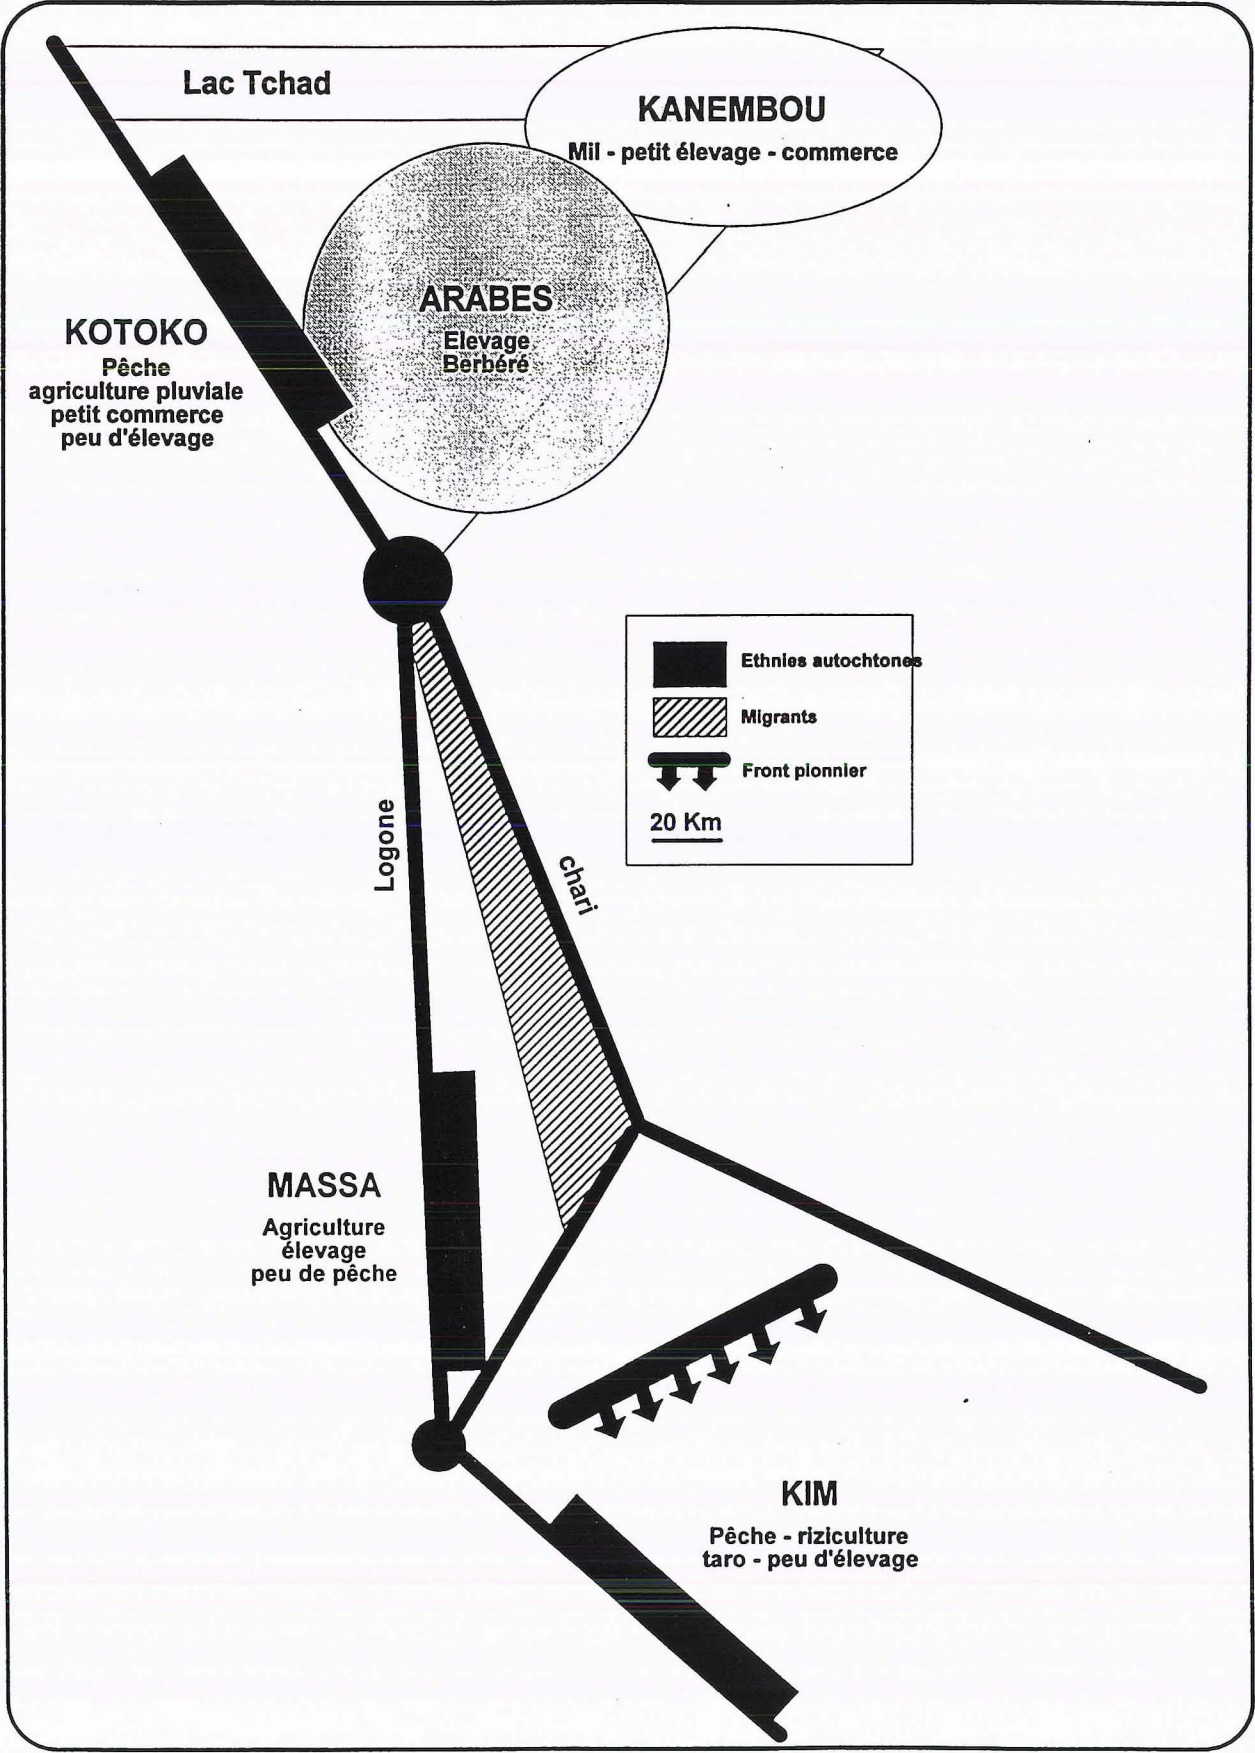 Lac Tchad
KANEMBOU
Mil - petit élevage - commerce
ARABES
Elevage
Berbéré
KOTOKO
Pêche
agriculture pluviale
petit commerce
peu d'élevage
Ethnies autochtones
Migrants
Front pionnier
20 Km
Logone
chari
MASSA
Agriculture
élevage
peu de pêche
KIM
Pêche - riziculture
taro - peu d'élevage